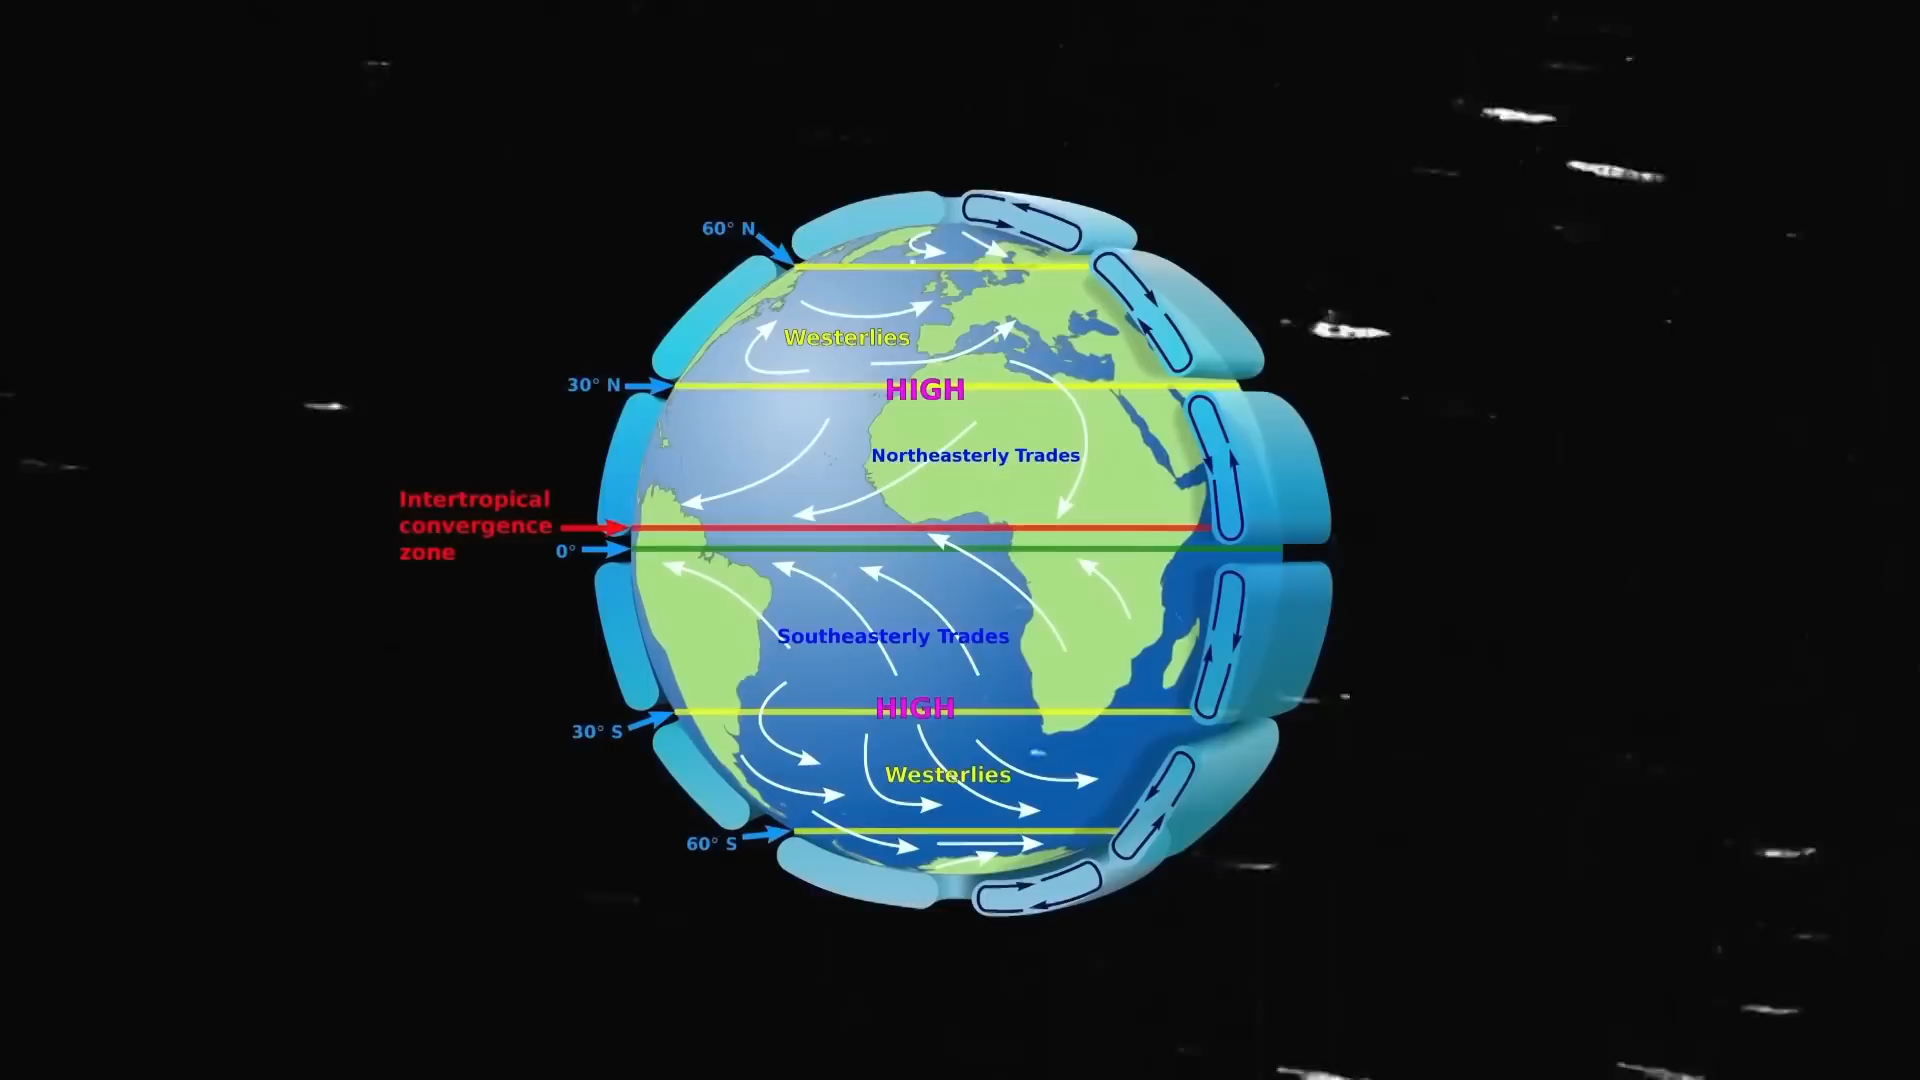 60° N
Westerlies
30° N
HIGH
Northeasterly Trades
Intertropical
convergence
zone
0°
Southeasterly Trades
HIGH
30° S
Westerlies
60° S